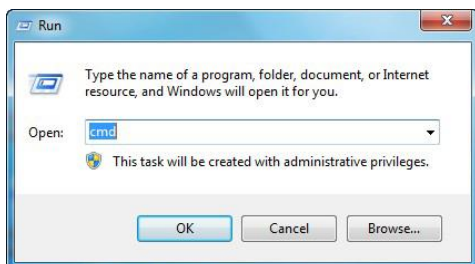 Run
Type the name of a program, folder, document, or Internet
resource, and Windows will open it for you.
Open: cmd
This task will be created with administrative privileges.
OK Cancel Browse...